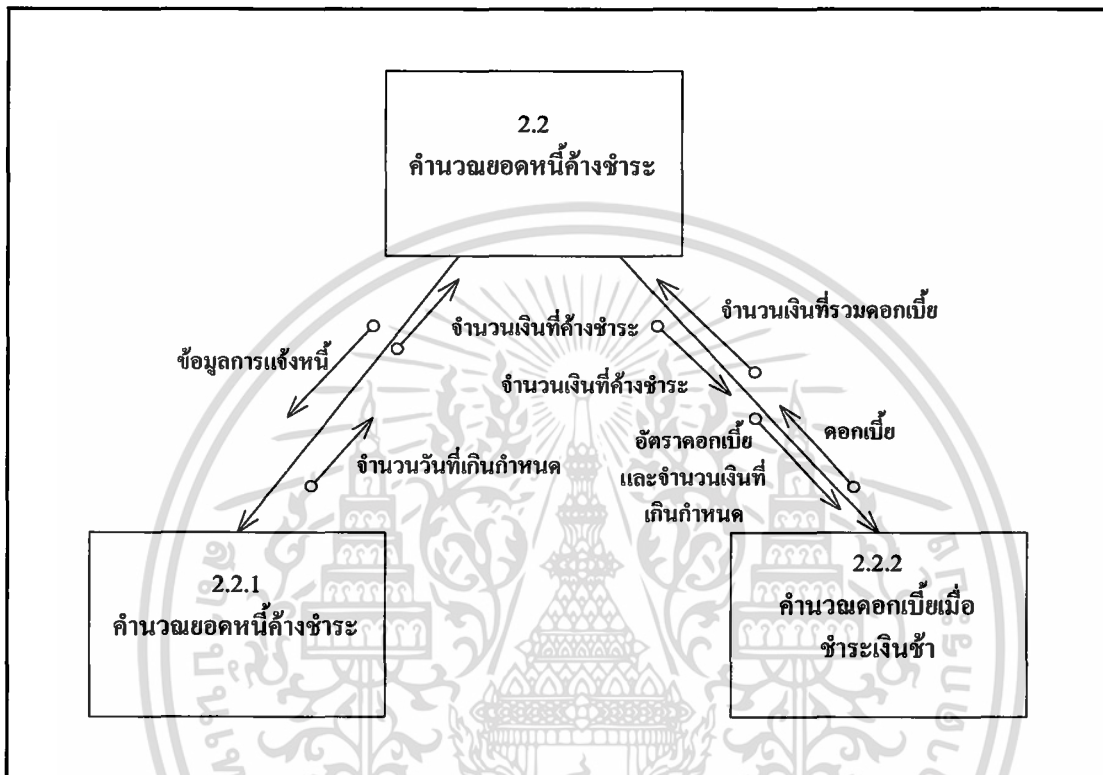 2.2
คำนวณยอดหนี้ค้างชำระ
จำนวนเงินที่รวมดอกเบี้ย
จำนวนเงินที่ค้างชำระ
ข้อมูลการแจ้งหนี้
จำนวนเงินที่ค้างชำระ
ดอกเบี้ย
อัตราดอกเบี้ย
และจำนวนเงินที่
เกินกำหนด
จำนวนวันที่เกินกำหนด
2.2.1
คำนวณยอดหนี้ค้างชำระ
2.2.2
คำนวณดอกเบี้ยเมื่อ
ชำระเงินช้า